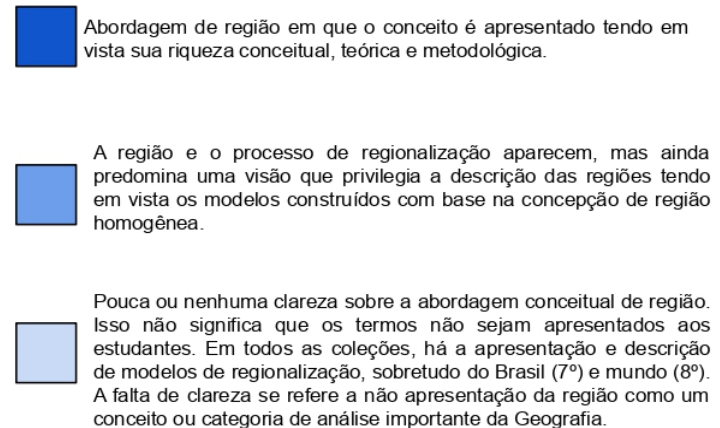 Abordagem de região em que o conceito é apresentado tendo em
vista sua riqueza conceitual, teórica e metodológica.
A região e o processo de regionalização aparecem, mas ainda
predomina uma visão que privilegia a descrição das regiões tendo
em vista os modelos construídos com base na concepção de região
homogênea.
Pouca ou nenhuma clareza sobre a abordagem conceitual de região.
Isso não significa que os termos não sejam apresentados aos
estudantes. Em todos as coleções, há a apresentação e descrição
de modelos de regionalização, sobretudo do Brasil (7º) e mundo (8º).
A falta de clareza se refere a não apresentação da região como um
conceito ou categoria de análise importante da Geografia.